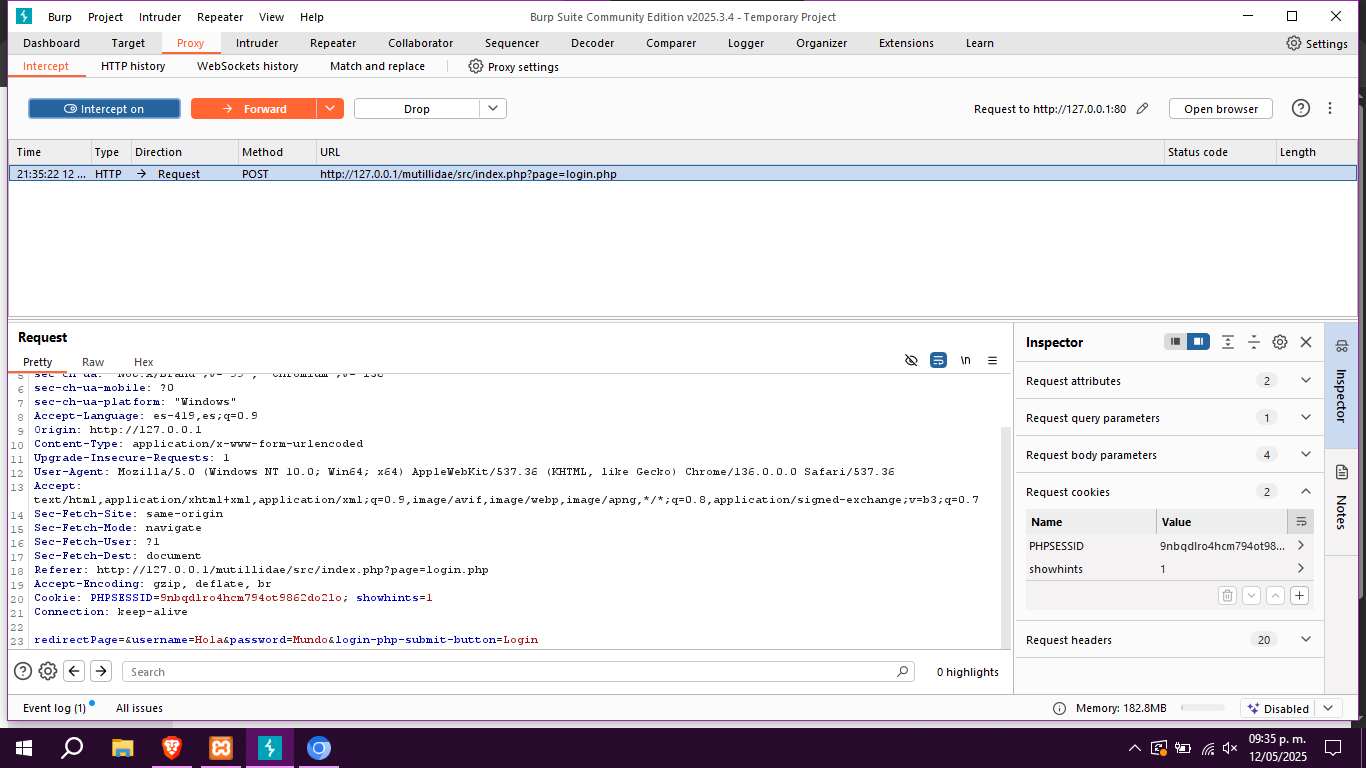 Burp Project Intruder Repeater View Help Burp Suite Community Edition v2025.3.4 - Temporary Project
Dashboard Target Proxy Intruder Repeater Collaborator Sequencer Decoder Comparer Logger Organizer Extensions Learn Settings
Intercept HTTP history WebSockets history Match and replace Proxy settings
Intercept on Forward Drop Request to http://127.0.0.1:80 Open browser
Time Type Direction Method URL Status code Length
21:35:22 12 ... HTTP Request POST http://127.0.0.1/mutillidae/src/index.php?page=login.php
Request
Pretty Raw Hex \n
6 sec-ch-ua-mobile: ?0
7 sec-ch-ua-platform: "Windows"
8 Accept-Language: es-419,es;q=0.9
9 Origin: http://127.0.0.1
10 Content-Type: application/x-www-form-urlencoded
11 Upgrade-Insecure-Requests: 1
12 User-Agent: Mozilla/5.0 (Windows NT 10.0; Win64; x64) AppleWebKit/537.36 (KHTML, like Gecko) Chrome/136.0.0.0 Safari/537.36
13 Accept:
text/html,application/xhtml+xml,application/xml;q=0.9,image/avif,image/webp,image/apng,*/*;q=0.8,application/signed-exchange;v=b3;q=0.7
14 Sec-Fetch-Site: same-origin
15 Sec-Fetch-Mode: navigate
16 Sec-Fetch-User: ?1
17 Sec-Fetch-Dest: document
18 Referer: http://127.0.0.1/mutillidae/src/index.php?page=login.php
19 Accept-Encoding: gzip, deflate, br
20 Cookie: PHPSESSID=9nbqdlro4hcm794ot9862do2lo; showhints=1
21 Connection: keep-alive
22
23 redirectPage=&username=Hola&password=Mundo&login-php-submit-button=Login
Search 0 highlights
Inspector
Request attributes 2
Request query parameters 1
Request body parameters 4
Request cookies 2
Name Value
PHPSESSID 9nbqdlro4hcm794ot98...
showhints 1
Request headers 20
Inspector
Notes
Event log (1) All issues Memory: 182.8MB Disabled
09:35 p. m.
12/05/2025